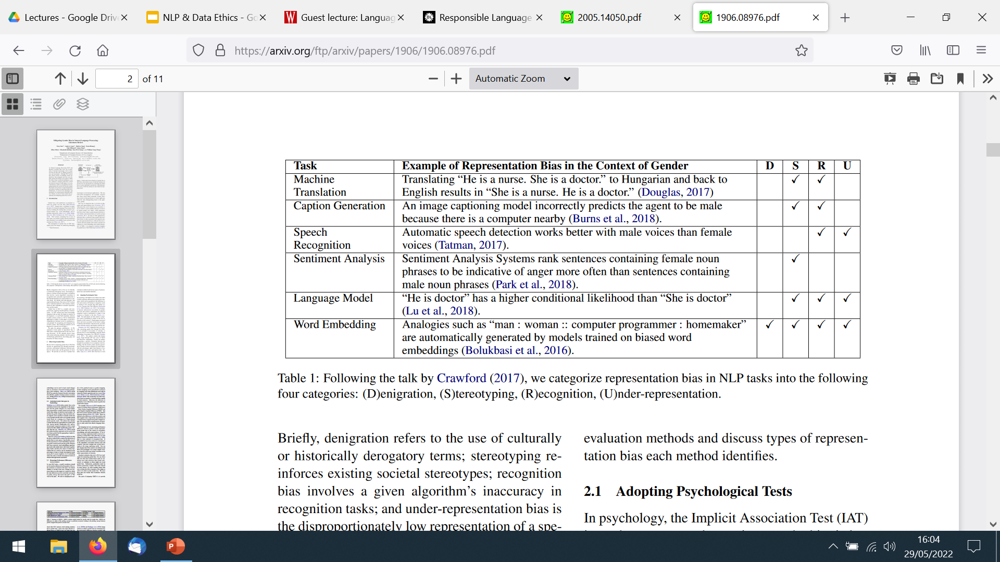 Lectures - Google Drive
NLP & Data Ethics - Go
Guest lecture: Languag
Responsible Language
2005.14050.pdf
1906.08976.pdf
https://arxiv.org/ftp/arxiv/papers/1906/1906.08976.pdf
2 of 11
Automatic Zoom
Task Example of Representation Bias in the Context of Gender D S R U
Machine Translating “He is a nurse. She is a doctor.” to Hungarian and back to ✓ ✓
Translation English results in “She is a nurse. He is a doctor.” (Douglas, 2017)
Caption Generation An image captioning model incorrectly predicts the agent to be male ✓ ✓
because there is a computer nearby (Burns et al., 2018).
Speech Automatic speech detection works better with male voices than female ✓ ✓
Recognition voices (Tatman, 2017).
Sentiment Analysis Sentiment Analysis Systems rank sentences containing female noun ✓
phrases to be indicative of anger more often than sentences containing
male noun phrases (Park et al., 2018).
Language Model “He is doctor” has a higher conditional likelihood than “She is doctor” ✓ ✓ ✓
(Lu et al., 2018).
Word Embedding Analogies such as “man : woman :: computer programmer : homemaker” ✓ ✓ ✓ ✓
are automatically generated by models trained on biased word
embeddings (Bolukbasi et al., 2016).
Table 1: Following the talk by Crawford (2017), we categorize representation bias in NLP tasks into the following
four categories: (D)enigration, (S)tereotyping, (R)ecognition, (U)nder-representation.
Briefly, denigration refers to the use of culturally
or historically derogatory terms; stereotyping re-
inforces existing societal stereotypes; recognition
bias involves a given algorithm’s inaccuracy in
recognition tasks; and under-representation bias is
the disproportionately low representation of a spe-
evaluation methods and discuss types of represen-
tation bias each method identifies.
2.1 Adopting Psychological Tests
In psychology, the Implicit Association Test (IAT)
16:04
29/05/2022